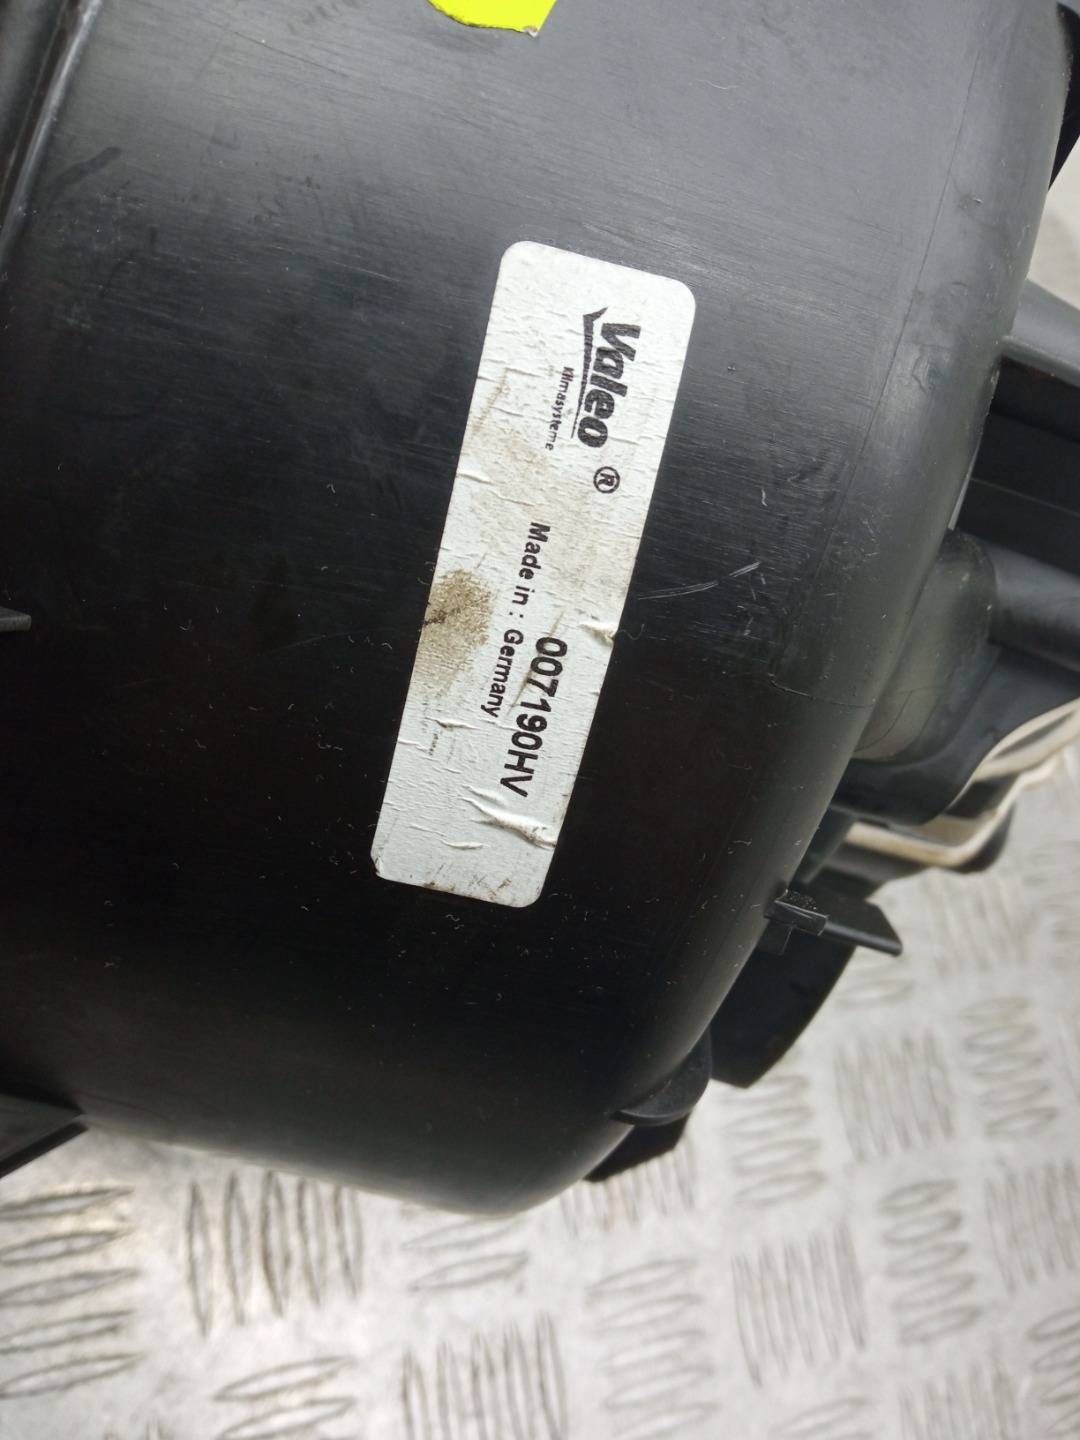 Valeo ®
Klimasysteme
007190HV
Made in : Germany